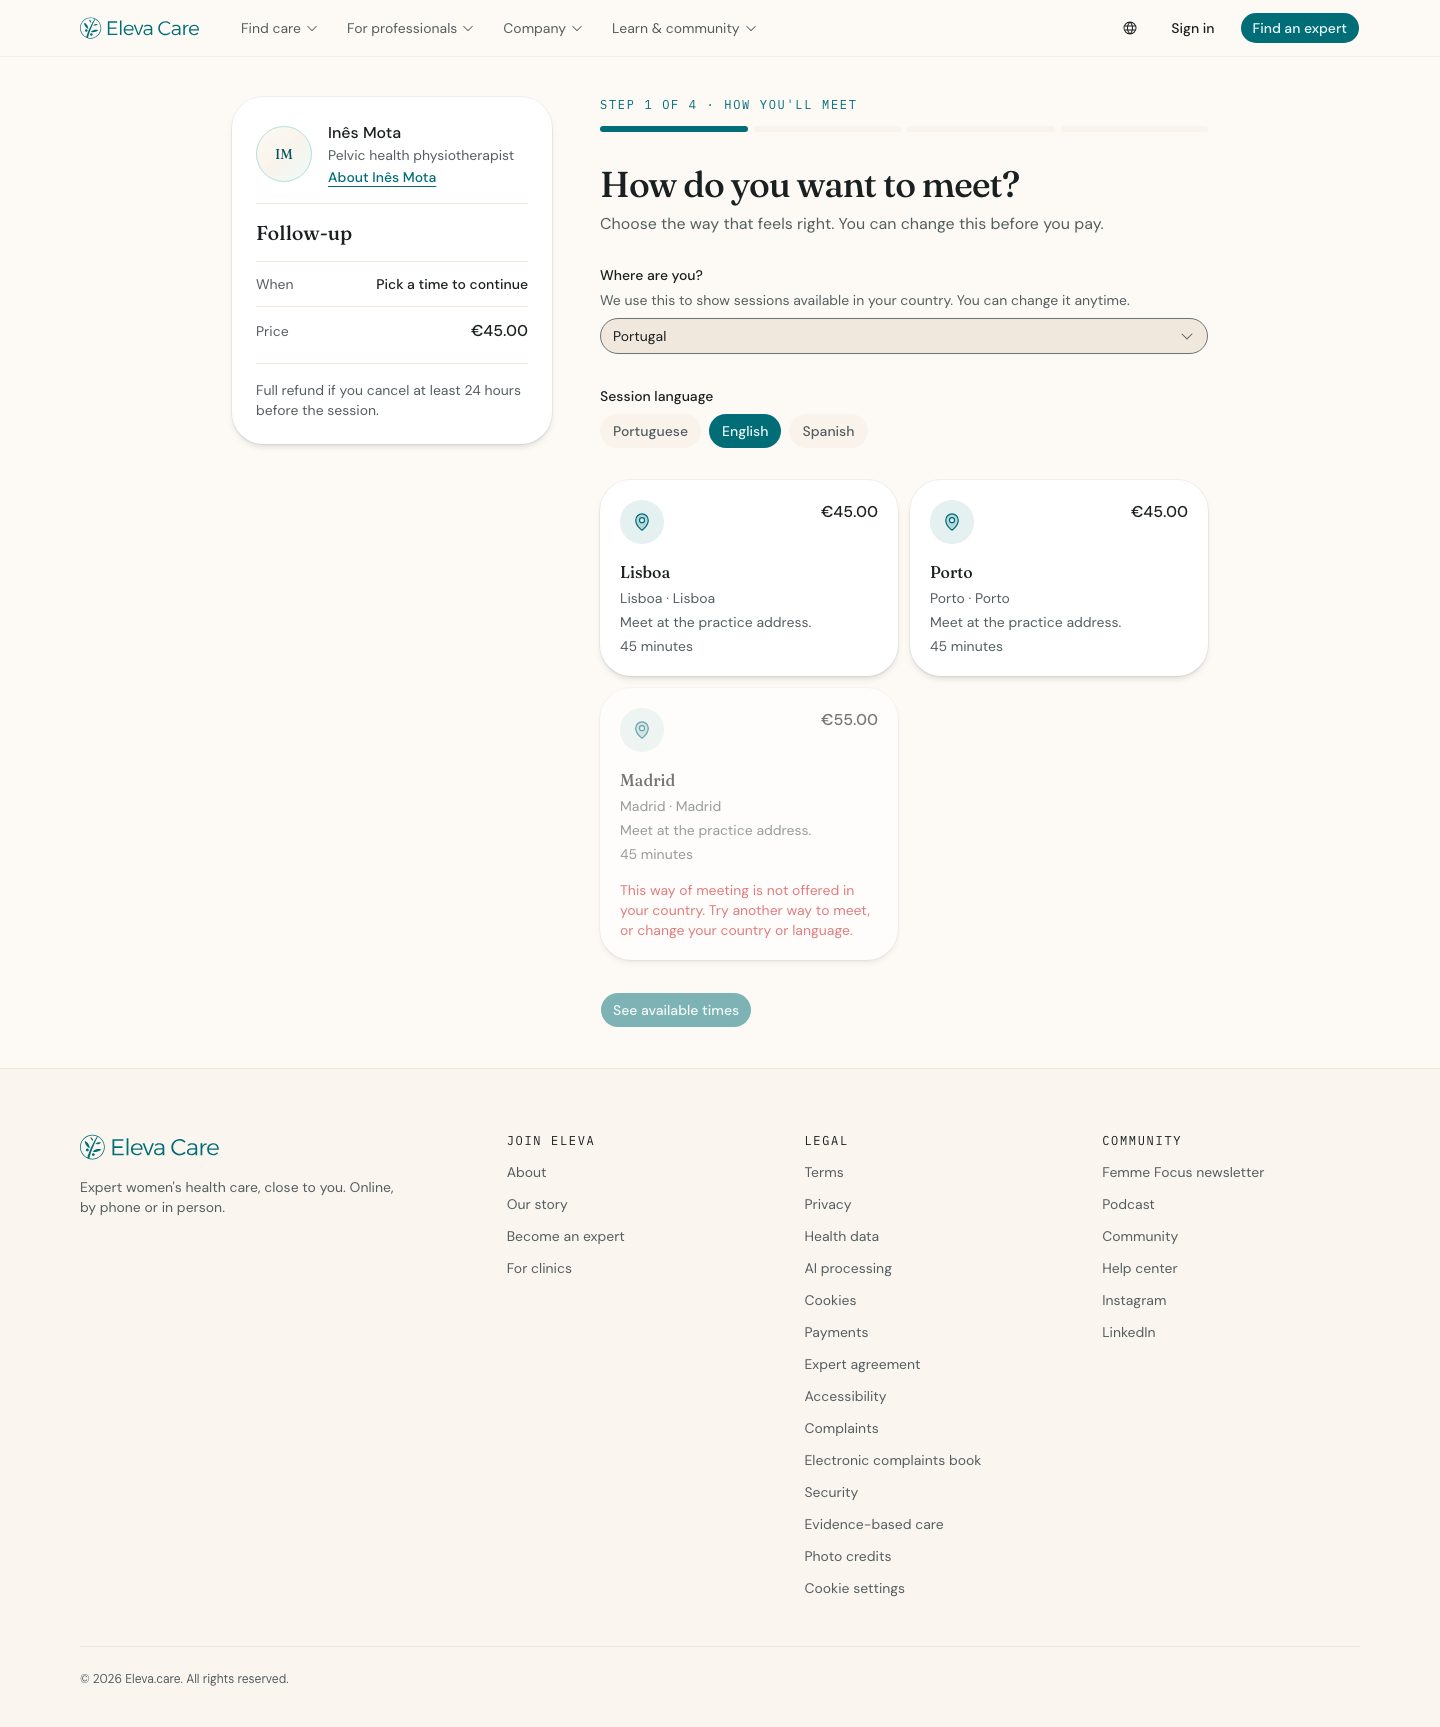 Eleva Care
Find care
For professionals
Company
Learn & community
Sign in
Find an expert
IM
Inês Mota
Pelvic health physiotherapist
About Inês Mota
Follow-up
When
Pick a time to continue
Price
€45.00
Full refund if you cancel at least 24 hours
before the session.
STEP 1 OF 4 · HOW YOU'LL MEET
How do you want to meet?
Choose the way that feels right. You can change this before you pay.
Where are you?
We use this to show sessions available in your country. You can change it anytime.
Portugal
Session language
Portuguese
English
Spanish
€45.00
Lisboa
Lisboa · Lisboa
Meet at the practice address.
45 minutes
€45.00
Porto
Porto · Porto
Meet at the practice address.
45 minutes
€55.00
Madrid
Madrid · Madrid
Meet at the practice address.
45 minutes
This way of meeting is not offered in
your country. Try another way to meet,
or change your country or language.
See available times
Eleva Care
Expert women's health care, close to you. Online,
by phone or in person.
JOIN ELEVA
About
Our story
Become an expert
For clinics
LEGAL
Terms
Privacy
Health data
AI processing
Cookies
Payments
Expert agreement
Accessibility
Complaints
Electronic complaints book
Security
Evidence-based care
Photo credits
Cookie settings
COMMUNITY
Femme Focus newsletter
Podcast
Community
Help center
Instagram
LinkedIn
© 2026 Eleva.care. All rights reserved.